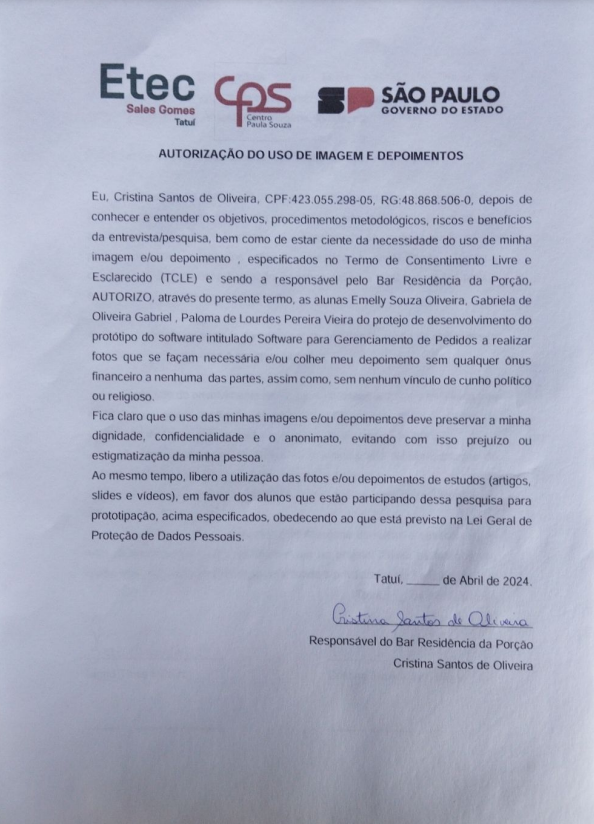 Etec
Sales Gomes
Tatuí
cps
Centro
Paula Souza
SP
SÃO PAULO
GOVERNO DO ESTADO
AUTORIZAÇÃO DO USO DE IMAGEM E DEPOIMENTOS
Eu, Cristina Santos de Oliveira, CPF:423.055.298-05, RG:48.868.506-0, depois de
conhecer e entender os objetivos, procedimentos metodológicos, riscos e benefícios
da entrevista/pesquisa, bem como de estar ciente da necessidade do uso de minha
imagem e/ou depoimento , especificados no Termo de Consentimento Livre e
Esclarecido (TCLE) e sendo a responsável pelo Bar Residência da Porção,
AUTORIZO, através do presente termo, as alunas Emelly Souza Oliveira, Gabriela de
Oliveira Gabriel , Paloma de Lourdes Pereira Vieira do protejo de desenvolvimento do
protótipo do software intitulado Software para Gerenciamento de Pedidos a realizar
fotos que se façam necessária e/ou colher meu depoimento sem qualquer ônus
financeiro a nenhuma das partes, assim como, sem nenhum vínculo de cunho político
ou religioso.
Fica claro que o uso das minhas imagens e/ou depoimentos deve preservar a minha
dignidade, confidencialidade e o anonimato, evitando com isso prejuízo ou
estigmatização da minha pessoa.
Ao mesmo tempo, libero a utilização das fotos e/ou depoimentos de estudos (artigos,
slides e vídeos), em favor dos alunos que estão participando dessa pesquisa para
prototipação, acima especificados, obedecendo ao que está previsto na Lei Geral de
Proteção de Dados Pessoais.
Tatuí, _____ de Abril de 2024.
Cristina Santos de Oliveira
Responsável do Bar Residência da Porção
Cristina Santos de Oliveira